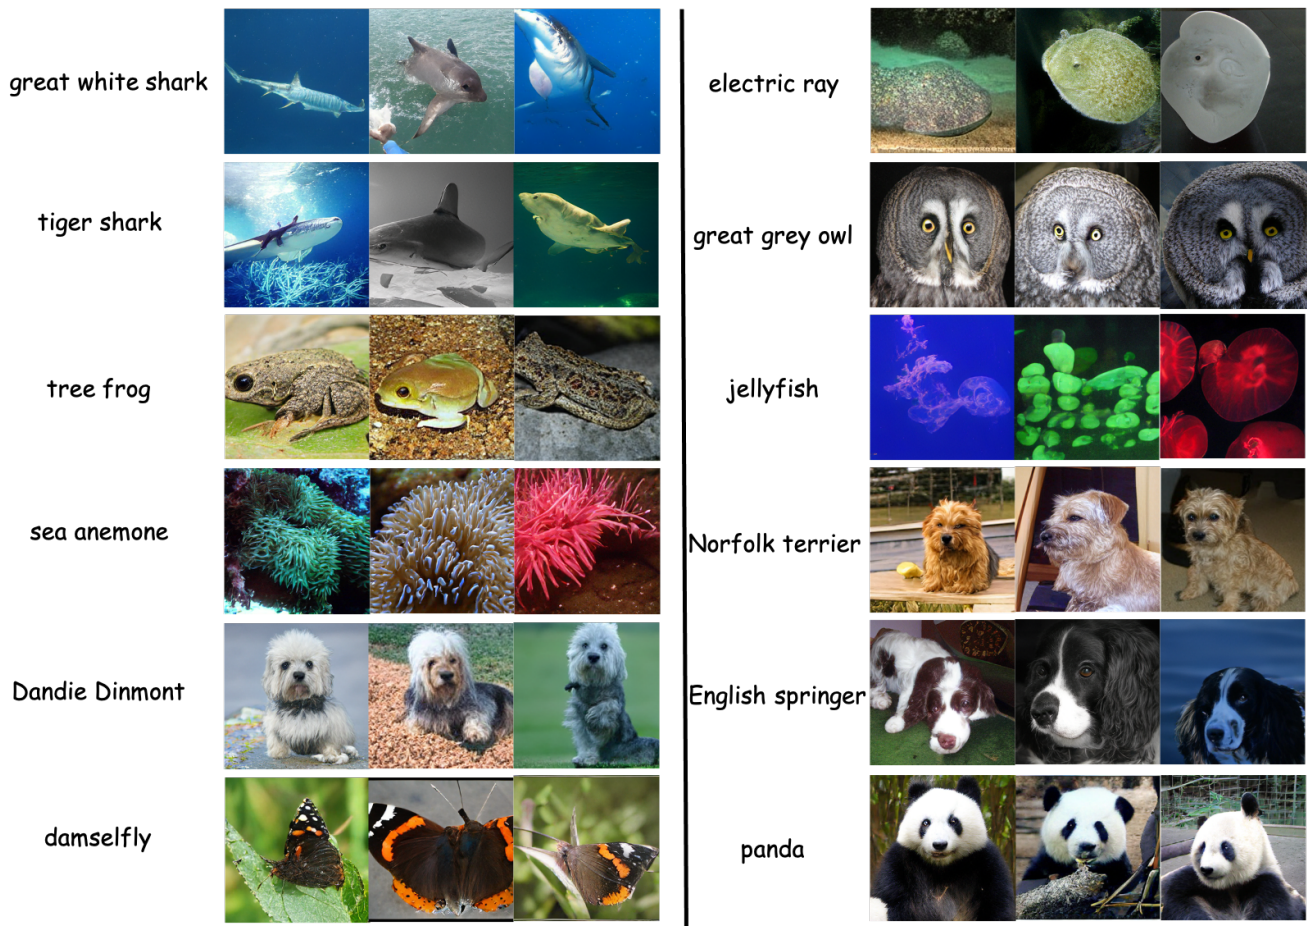 great white shark
tiger shark
tree frog
sea anemone
Dandie Dinmont
damselfly
electric ray
great grey owl
jellyfish
Norfolk terrier
English springer
panda